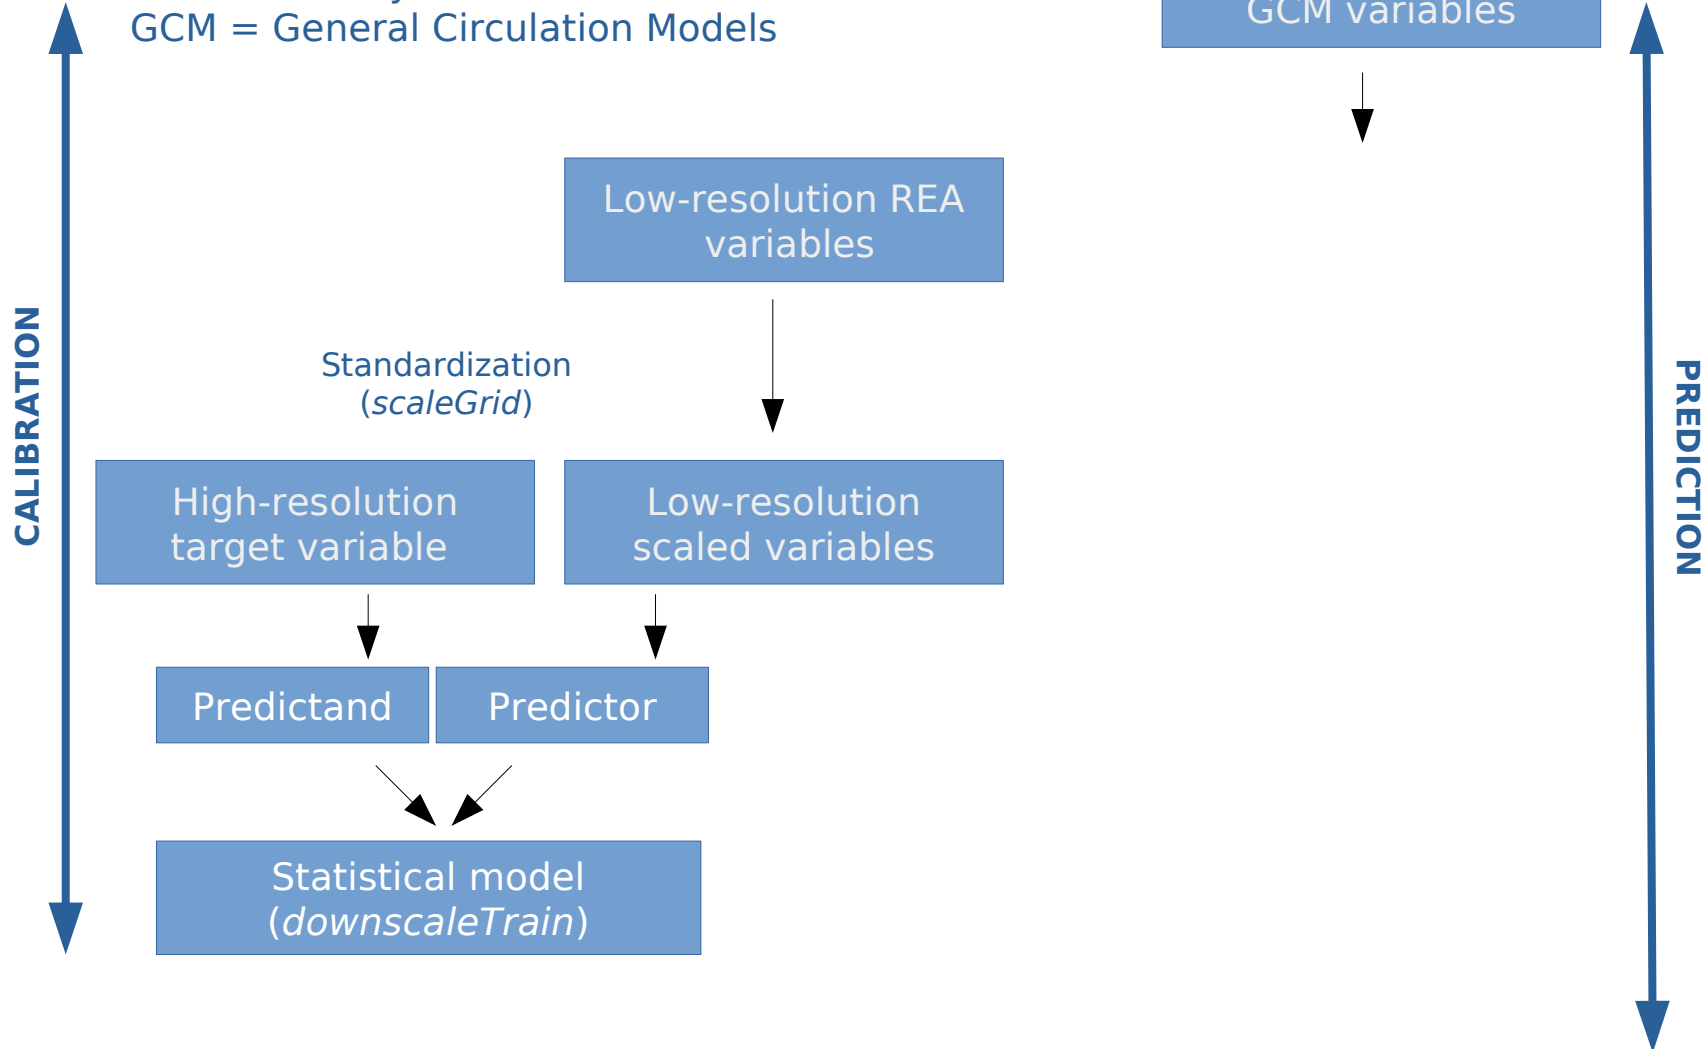 GCM = General Circulation Models
GCM variables
Low-resolution REA
variables
CALIBRATION
Standardization
(scaleGrid)
PREDICTION
High-resolution
target variable
Low-resolution
scaled variables
Predictand
Predictor
Statistical model
(downscaleTrain)